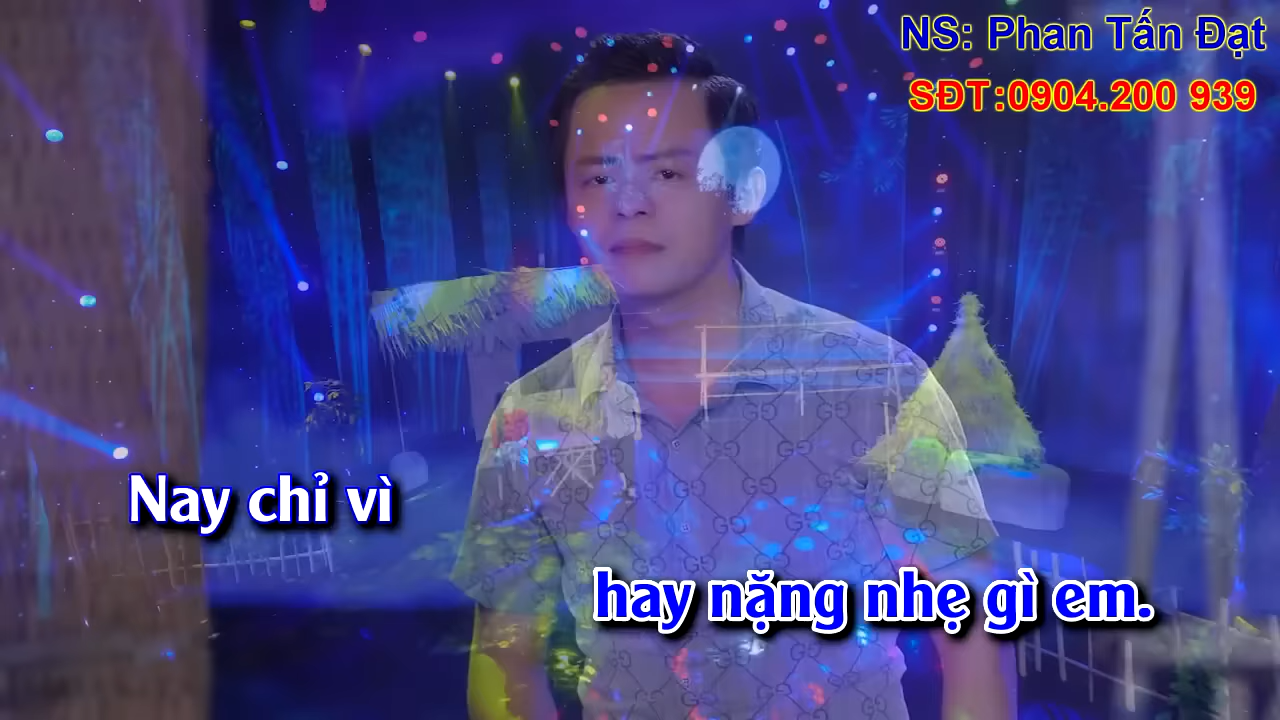 NS: Phan Tấn Đạt
SĐT:0904.200 939
Nay chỉ vì
hay nặng nhẹ gì em.